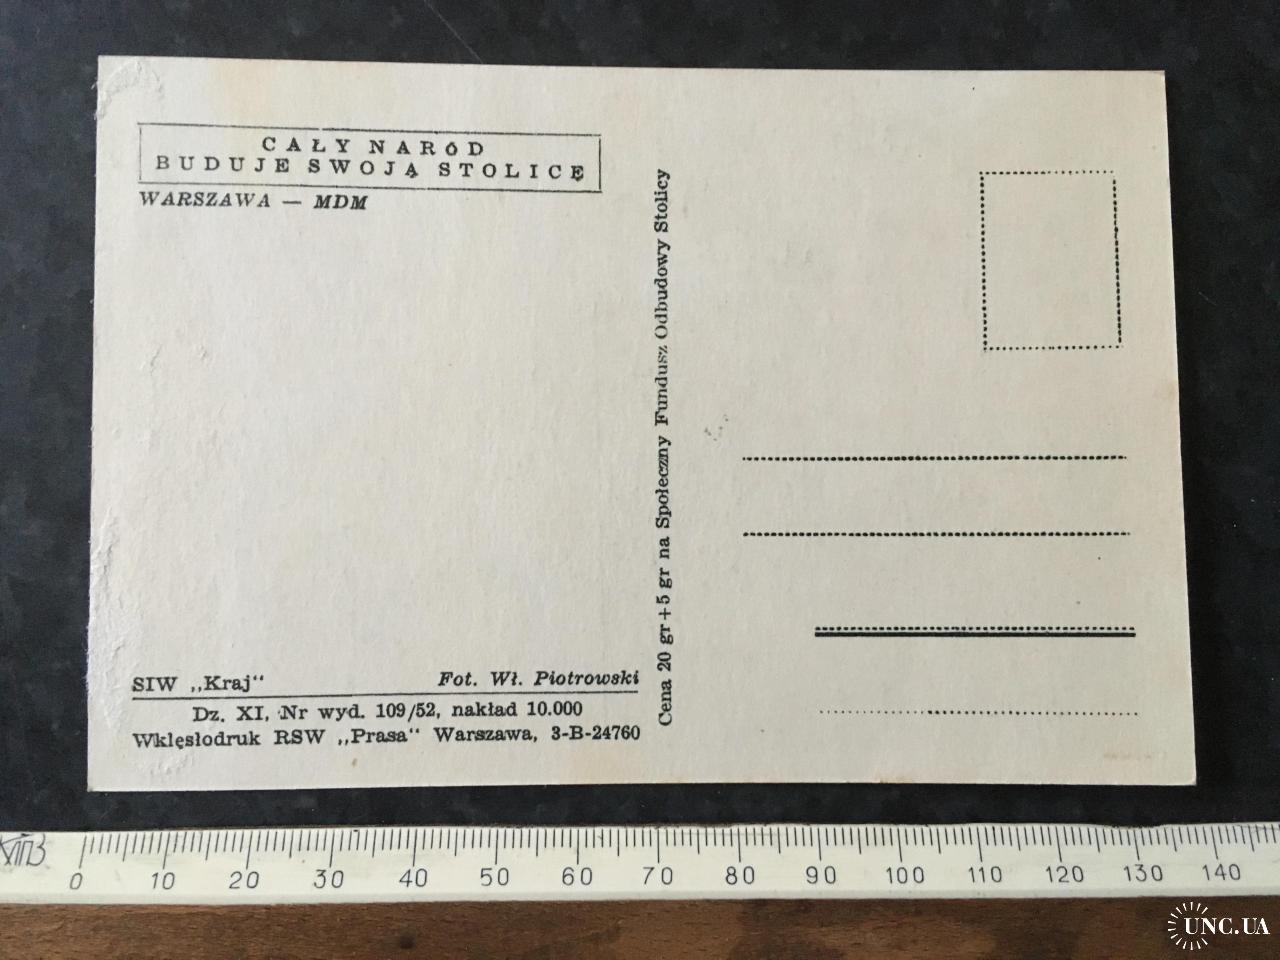 CAŁY NARÓD
BUDUJE SWOJĄ STOLICĘ
WARSZAWA — MDM
Cena 20 gr+5 gr na Społeczny Fundusz Odbudowy Stolicy
SIW „Kraj“ Fot. Wł. Piotrowski
Dz. XI, Nr wyd. 109/52, nakład 10.000
Wklęsłodruk RSW „Prasa“ Warszawa, 3-B-24760
0 10 20 30 40 50 60 70 80 90 100 110 120 130 140
UNC.UA